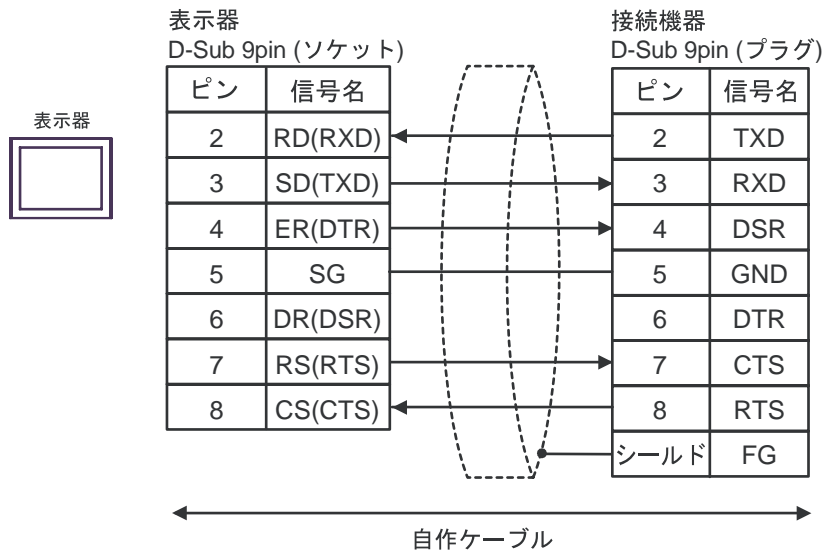 表示器
D-Sub 9pin (ソケット)
接続機器
D-Sub 9pin (プラグ)
表示器
ピン 信号名 ピン 信号名
2 RD(RXD) 2 TXD
3 SD(TXD) 3 RXD
4 ER(DTR) 4 DSR
5 SG 5 GND
6 DR(DSR) 6 DTR
7 RS(RTS) 7 CTS
8 CS(CTS) 8 RTS
シールド FG
自作ケーブル